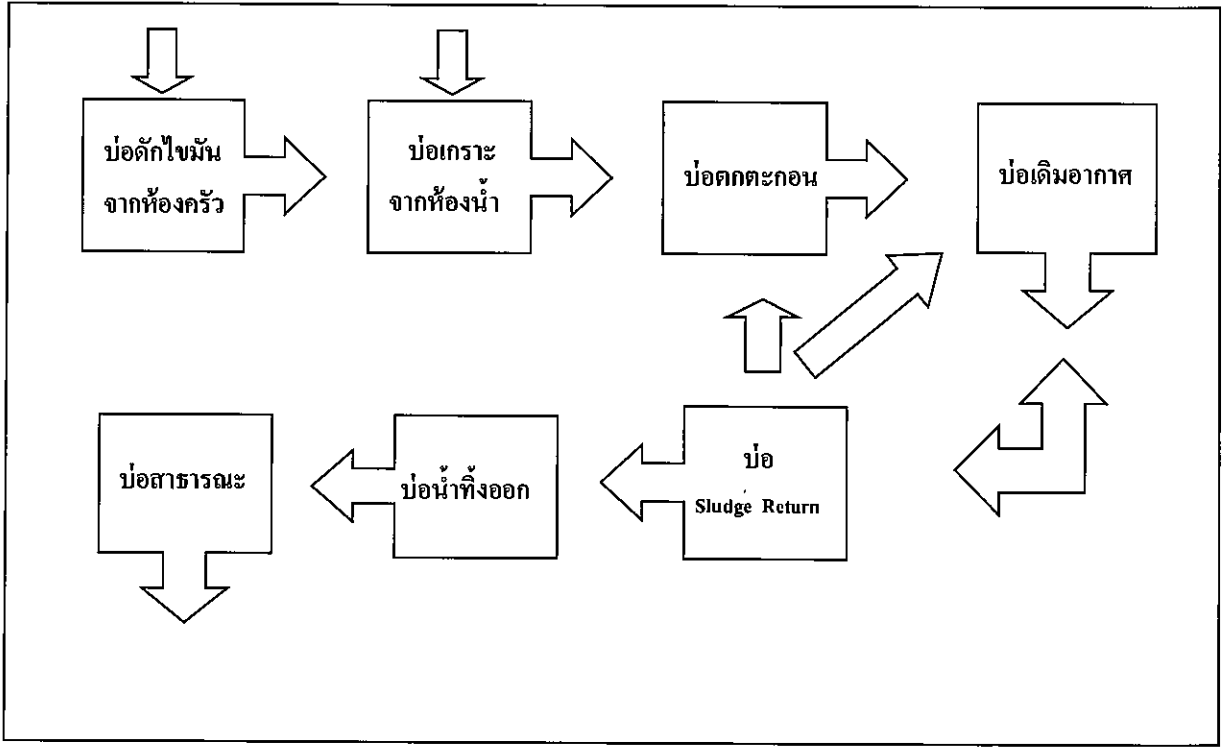 บ่อดักไขมัน
จากห้องครัว
บ่อเกราะ
จากห้องน้ำ
บ่อตกตะกอน
บ่อเติมอากาศ
บ่อสาธารณะ
บ่อน้ำทิ้งออก
บ่อ
Sludge Return